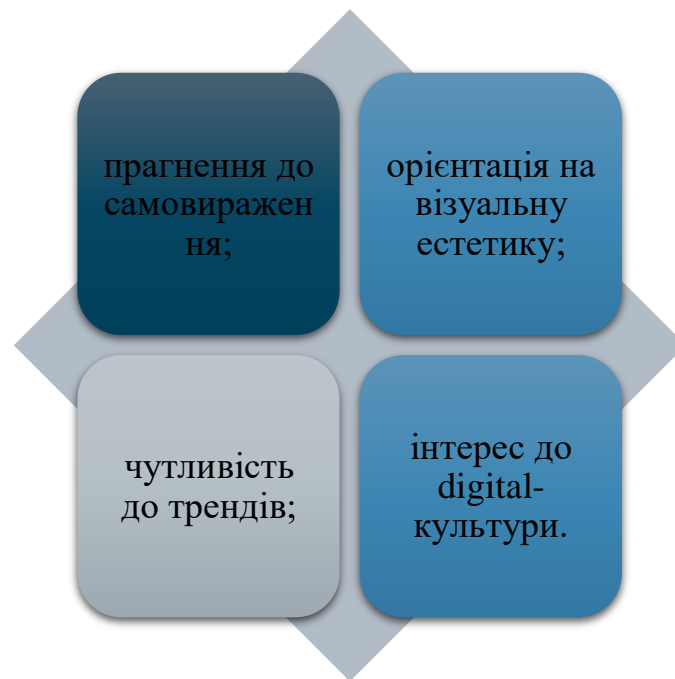 прагнення до
самовиражен
ня;
орієнтація на
візуальну
естетику;
чутливість
до трендів;
інтерес до
digital-
культури.